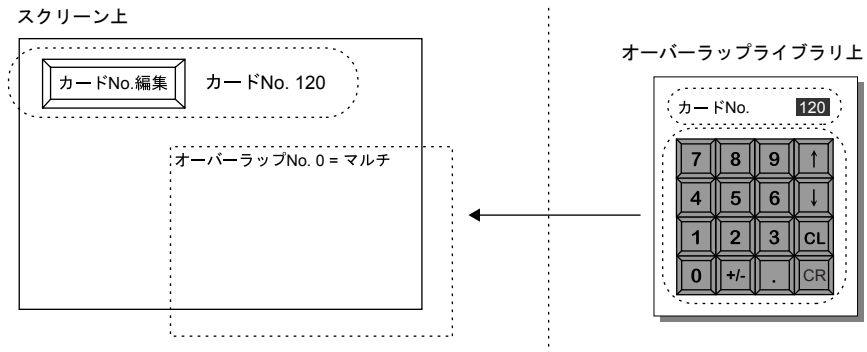 スクリーン上
カードNo.編集
カードNo. 120
オーバーラップNo. 0 = マルチ
オーバーラップライブラリ上
カードNo. 120
7 8 9 ↑
4 5 6 ↓
1 2 3 CL
0 +/- . CR